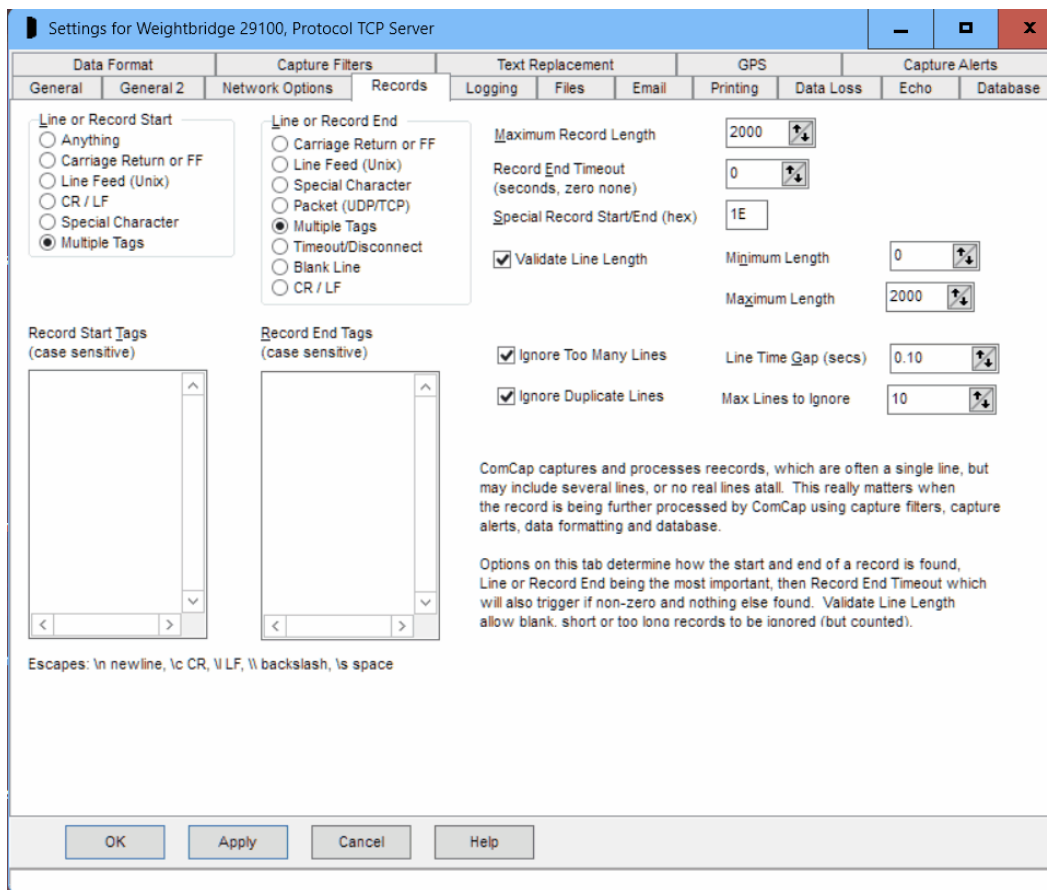 Settings for Weightbridge 29100, Protocol TCP Server
Data Format
Capture Filters
Text Replacement
GPS
Capture Alerts
General
General 2
Network Options
Records
Logging
Files
Email
Printing
Data Loss
Echo
Database
Line or Record Start
Anything
Carriage Return or FF
Line Feed (Unix)
CR / LF
Special Character
Multiple Tags
Line or Record End
Carriage Return or FF
Line Feed (Unix)
Special Character
Packet (UDP/TCP)
Multiple Tags
Timeout/Disconnect
Blank Line
CR / LF
Maximum Record Length
2000
Record End Timeout
(seconds, zero none)
0
Special Record Start/End (hex)
1E
Validate Line Length
Minimum Length
0
Maximum Length
2000
Record Start Tags
(case sensitive)
Record End Tags
(case sensitive)
Ignore Too Many Lines
Line Time Gap (secs)
0.10
Ignore Duplicate Lines
Max Lines to Ignore
10
ComCap captures and processes reecords, which are often a single line, but
may include several lines, or no real lines atall. This really matters when
the record is being further processed by ComCap using capture filters, capture
alerts, data formatting and database.
Options on this tab determine how the start and end of a record is found,
Line or Record End being the most important, then Record End Timeout which
will also trigger if non-zero and nothing else found. Validate Line Length
allow blank, short or too long records to be ignored (but counted).
Escapes: \n newline, \c CR, \l LF, \\ backslash, \s space
OK
Apply
Cancel
Help